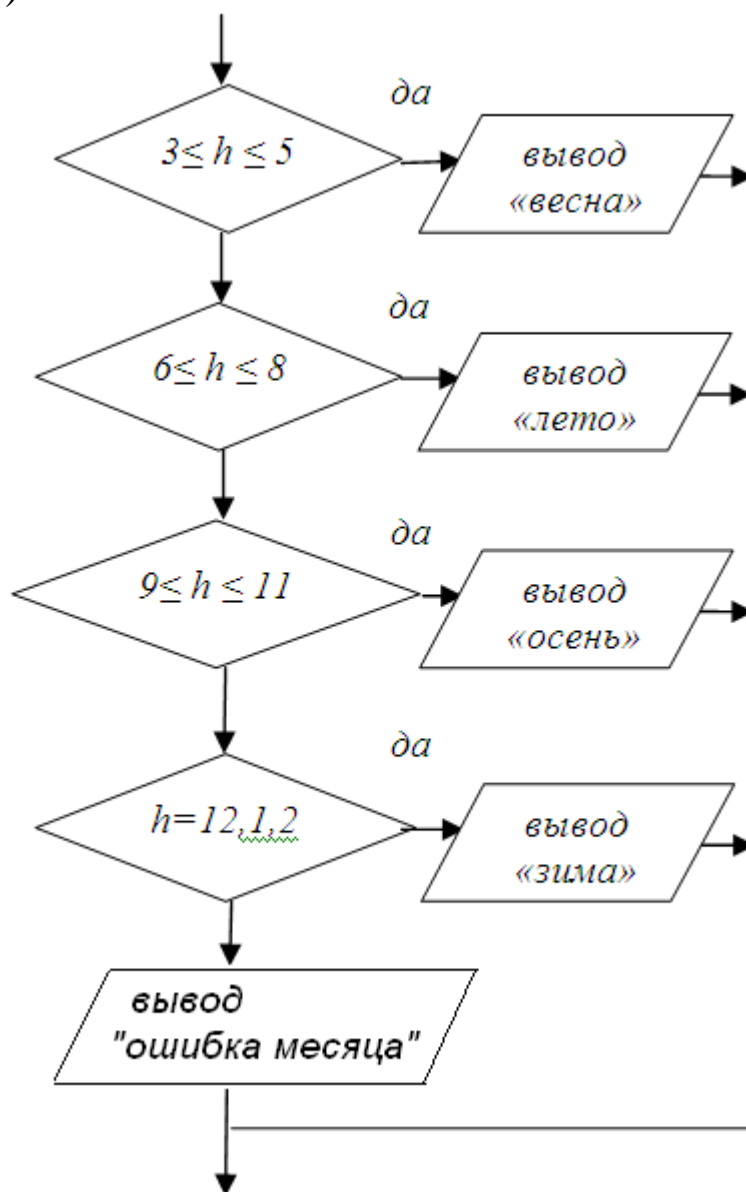 )
да
3≤ h ≤ 5
вывод
«весна»
да
6≤ h ≤ 8
вывод
«лето»
да
9≤ h ≤ 11
вывод
«осень»
да
h=12,1,2
вывод
«зима»
вывод
"ошибка месяца"